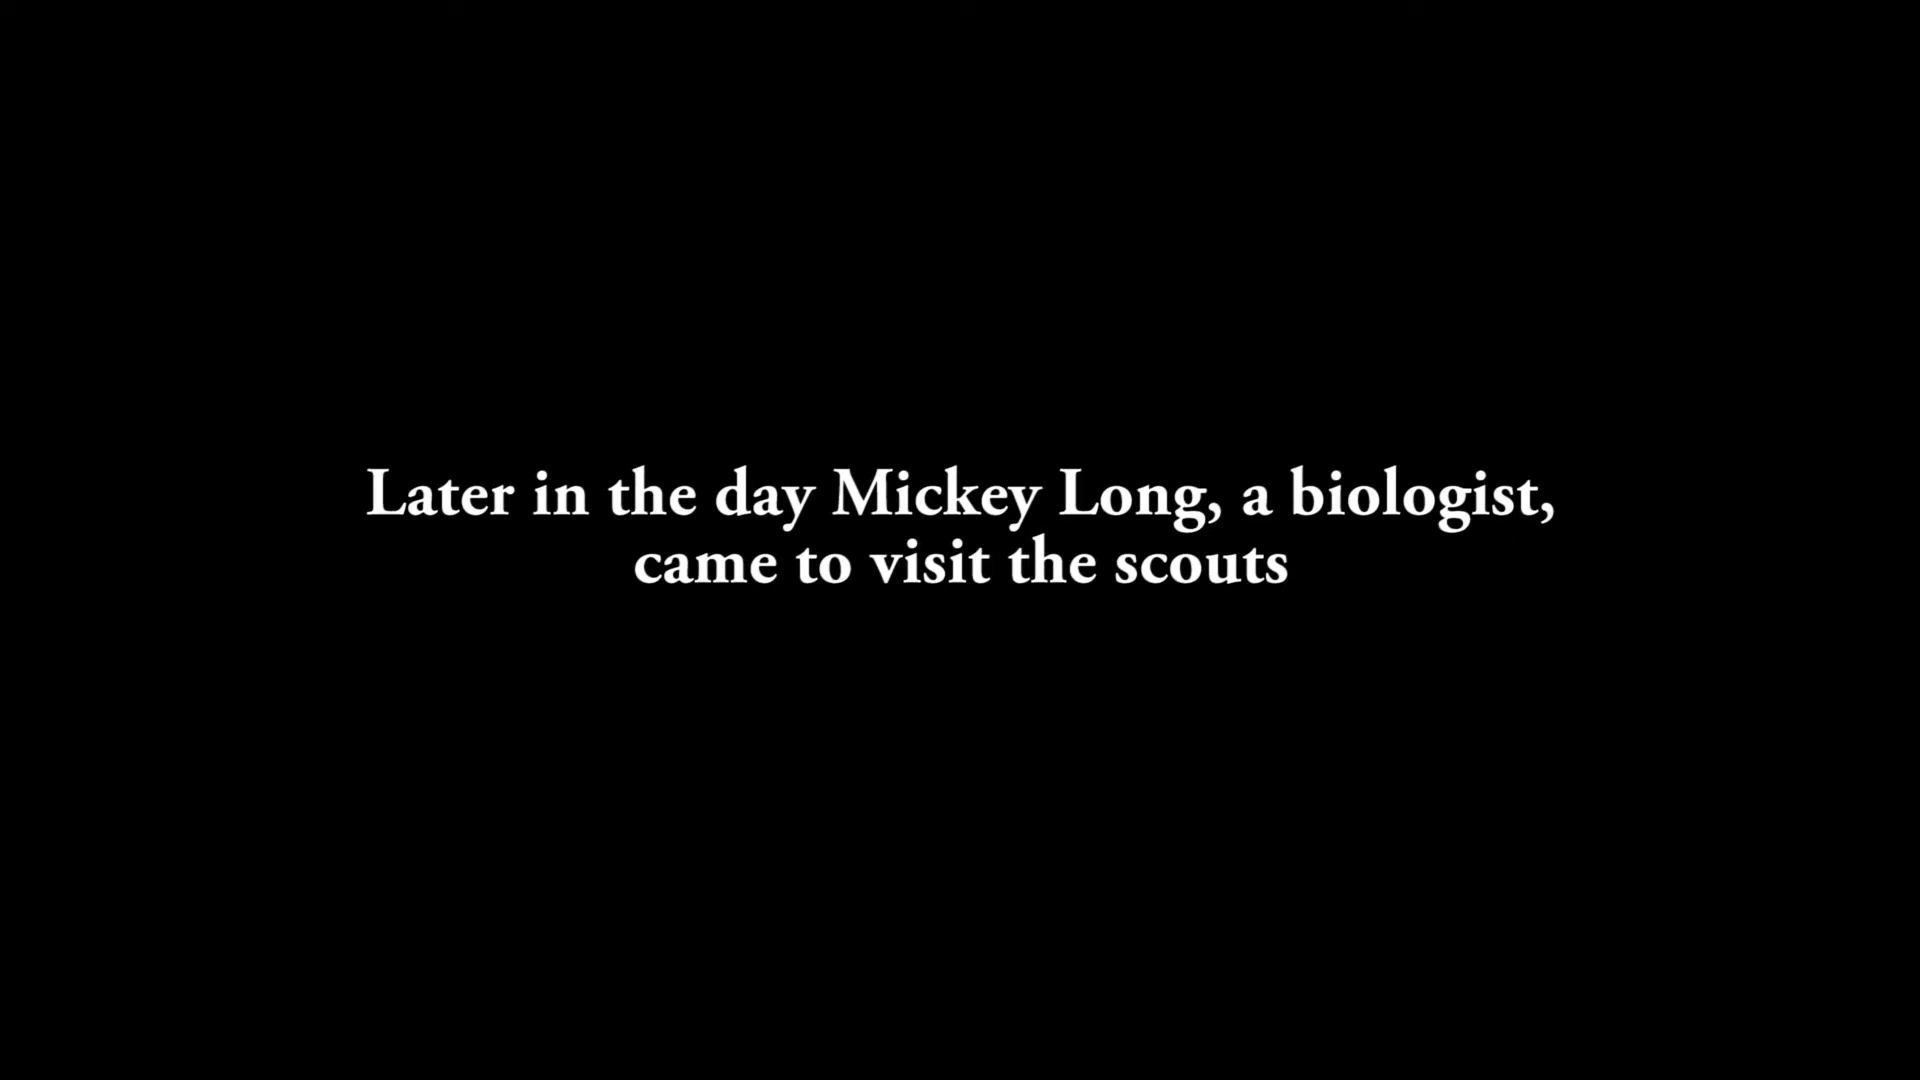 Later in the day Mickey Long, a biologist,
came to visit the scouts